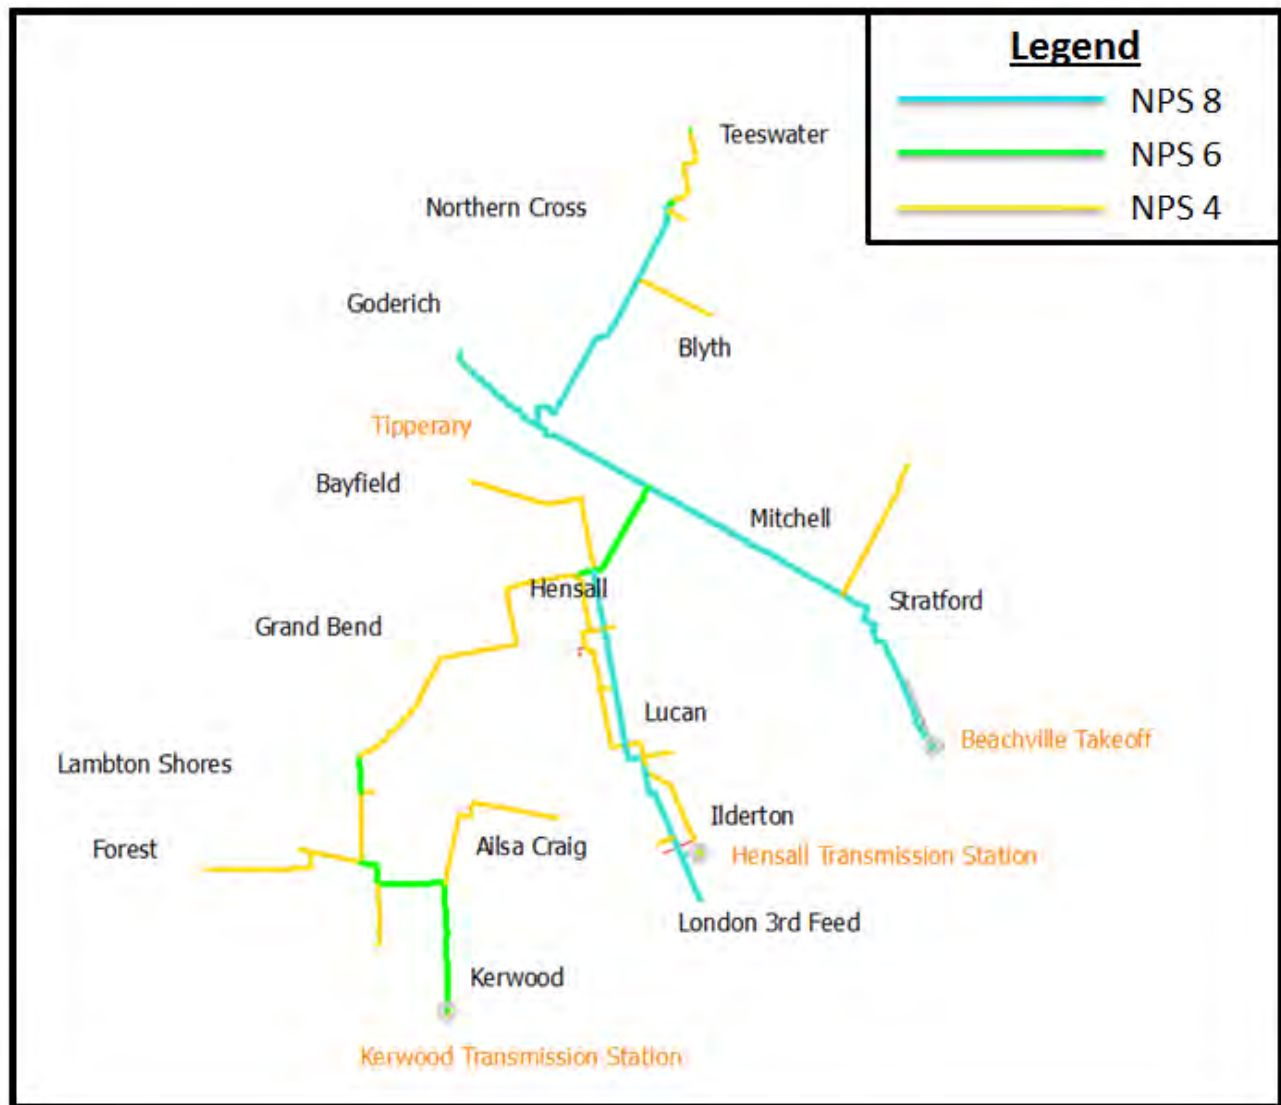 Legend
NPS 8
NPS 6
NPS 4
Teeswater
Northern Cross
Goderich
Blyth
Tipperary
Bayfield
Mitchell
Hensall
Stratford
Grand Bend
Lucan
Beachville Takeoff
Lambton Shores
Ilderton
Forest
Ailsa Craig
Hensall Transmission Station
London 3rd Feed
Kerwood
Kerwood Transmission Station